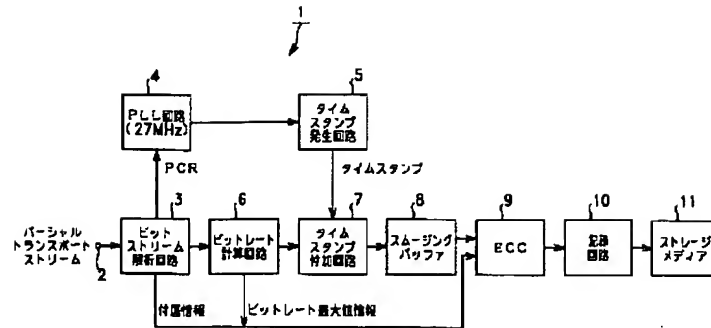 1
4
PLL回路
(27MHz)
5
タイム
スタンプ
発生回路
PCR
タイムスタンプ
パーシャル
トランスポート
ストリーム
2
3
ビット
ストリーム
解析回路
6
ビットレート
計算回路
7
タイム
スタンプ
付加回路
8
スムージング
バッファ
9
ECC
10
記録
回路
11
ストレージ
メディア
付属情報
ビットレート最大値情報